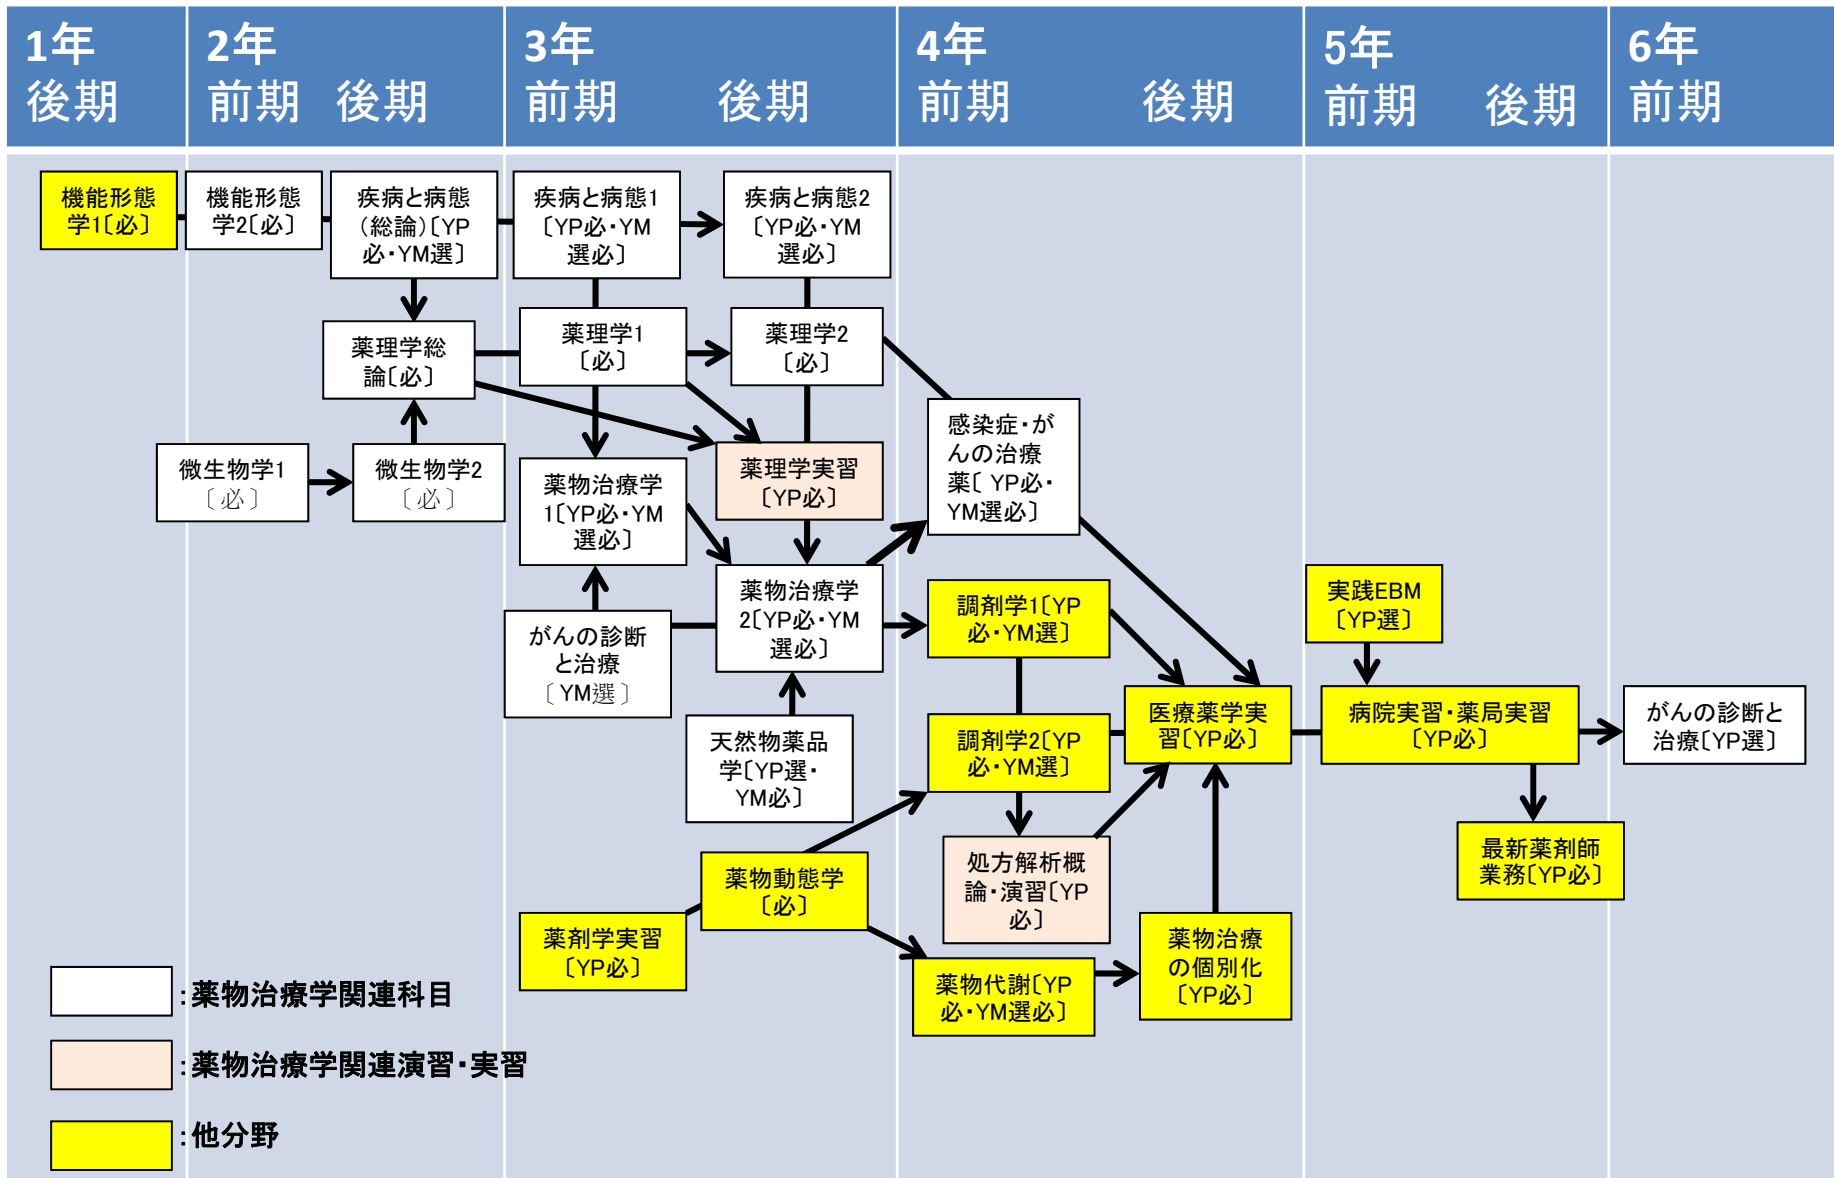 1年
後期
2年
前期 後期
3年
前期 後期
4年
前期 後期
5年
前期 後期
6年
前期
機能形態
学1〔必〕
機能形態
学2〔必〕
疾病と病態
(総論)〔YP
必・YM選〕
疾病と病態1
〔YP必・YM
選必〕
疾病と病態2
〔YP必・YM
選必〕
薬理学総
論〔必〕
薬理学1
〔必〕
薬理学2
〔必〕
微生物学1
〔必〕
微生物学2
〔必〕
薬物治療学
1〔YP必・YM
選必〕
薬理学実習
〔YP必〕
感染症・が
んの治療
薬〔 YP必・
YM選必〕
がんの診断
と治療
〔YM選〕
薬物治療学
2〔YP必・YM
選必〕
調剤学1〔YP
必・YM選〕
実践EBM
〔YP選〕
天然物薬品
学〔YP選・
YM必〕
調剤学2〔YP
必・YM選〕
医療薬学実
習〔YP必〕
病院実習・薬局実習
〔YP必〕
がんの診断と
治療〔YP選〕
薬剤学実習
〔YP必〕
薬物動態学
〔必〕
処方解析概
論・演習〔YP
必〕
最新薬剤師
業務〔YP必〕
薬物代謝〔YP
必・YM選必〕
薬物治療
の個別化
〔YP必〕
:薬物治療学関連科目
:薬物治療学関連演習・実習
:他分野